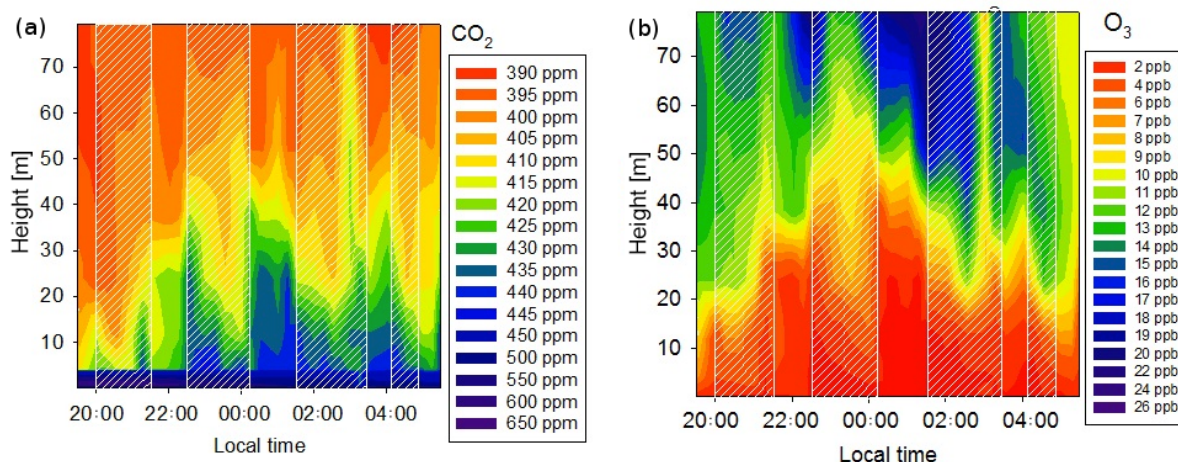 (a)
CO2
Height [m]
70
60
50
40
30
20
10
20:00 22:00 00:00 02:00 04:00
Local time
390 ppm
395 ppm
400 ppm
405 ppm
410 ppm
415 ppm
420 ppm
425 ppm
430 ppm
435 ppm
440 ppm
445 ppm
450 ppm
500 ppm
550 ppm
600 ppm
650 ppm
(b)
O3
Height [m]
70
60
50
40
30
20
10
20:00 22:00 00:00 02:00 04:00
Local time
2 ppb
4 ppb
6 ppb
7 ppb
8 ppb
9 ppb
10 ppb
11 ppb
12 ppb
13 ppb
14 ppb
15 ppb
16 ppb
17 ppb
18 ppb
19 ppb
20 ppb
22 ppb
24 ppb
26 ppb